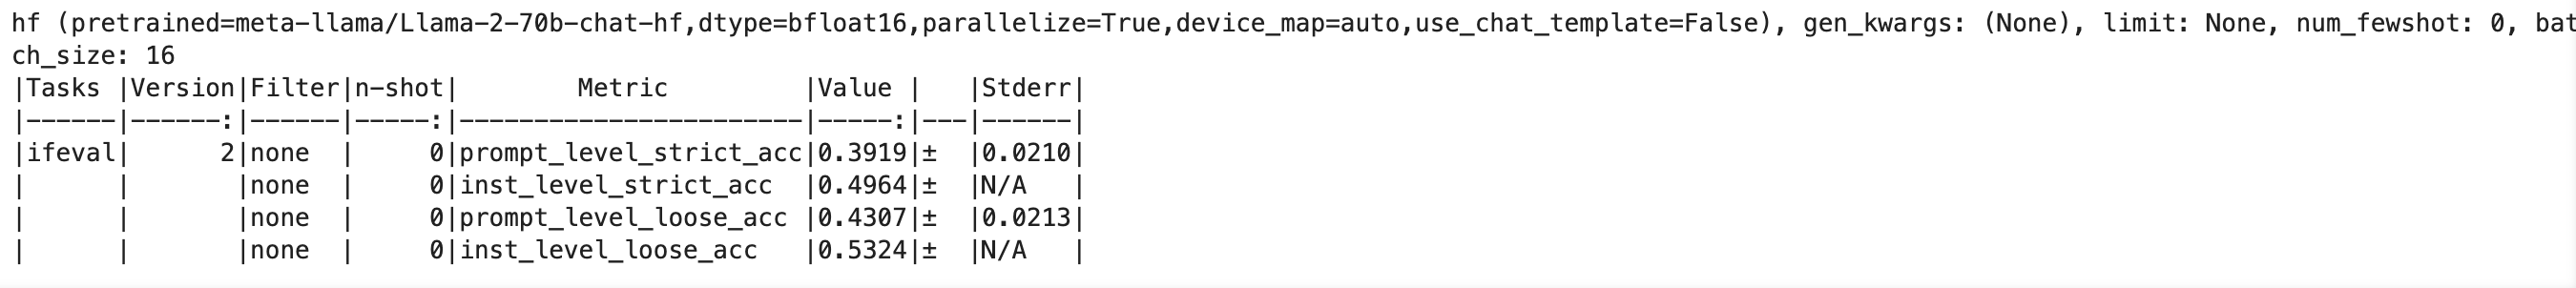 hf (pretrained=meta-llama/Llama-2-70b-chat-hf,dtype=bfloat16,parallelize=True,device_map=auto,use_chat_template=False), gen_kwargs: (None), limit: None, num_fewshot: 0, bat
ch_size: 16
|Tasks |Version|Filter|n-shot|        Metric         |Value |   |Stderr|
|------|------:|------|-----:|-----------------------|-----:|---|------|
|ifeval|      2|none  |     0|prompt_level_strict_acc|0.3919|±  |0.0210|
|      |       |none  |     0|inst_level_strict_acc  |0.4964|±  |N/A   |
|      |       |none  |     0|prompt_level_loose_acc |0.4307|±  |0.0213|
|      |       |none  |     0|inst_level_loose_acc   |0.5324|±  |N/A   |